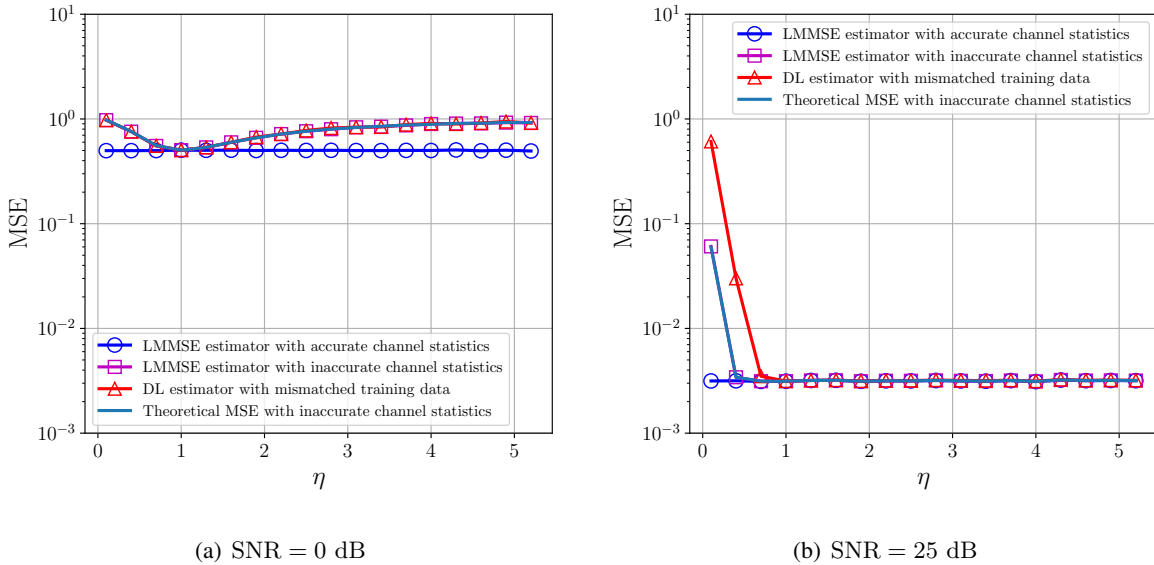 10^1
10^0
10^{-1}
10^{-2}
10^{-3}
MSE
LMMSE estimator with accurate channel statistics
LMMSE estimator with inaccurate channel statistics
DL estimator with mismatched training data
Theoretical MSE with inaccurate channel statistics
0 1 2 3 4 5
η
(a) SNR = 0 dB
10^1
10^0
10^{-1}
10^{-2}
10^{-3}
MSE
LMMSE estimator with accurate channel statistics
LMMSE estimator with inaccurate channel statistics
DL estimator with mismatched training data
Theoretical MSE with inaccurate channel statistics
0 1 2 3 4 5
η
(b) SNR = 25 dB